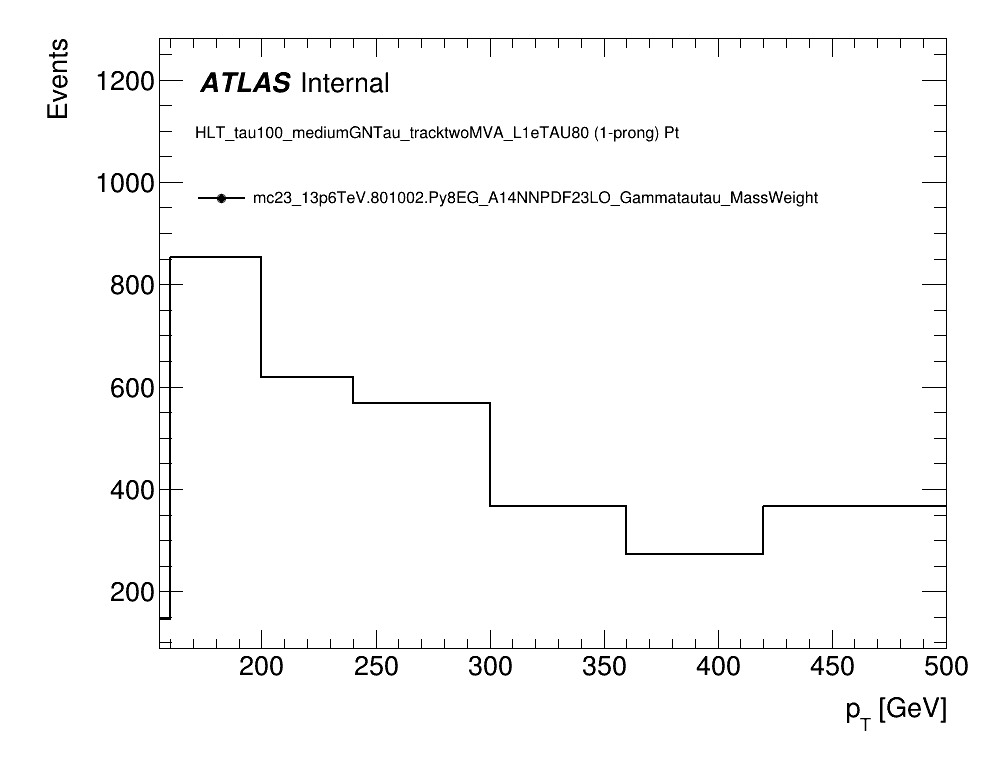 Events
1200
1000
800
600
400
200
ATLAS Internal
HLT_tau100_mediumGNTau_tracktwoMVA_L1eTAU80 (1-prong) Pt
mc23_13p6TeV.801002.Py8EG_A14NNPDF23LO_Gammatautau_MassWeight
200 250 300 350 400 450 500
p_T [GeV]